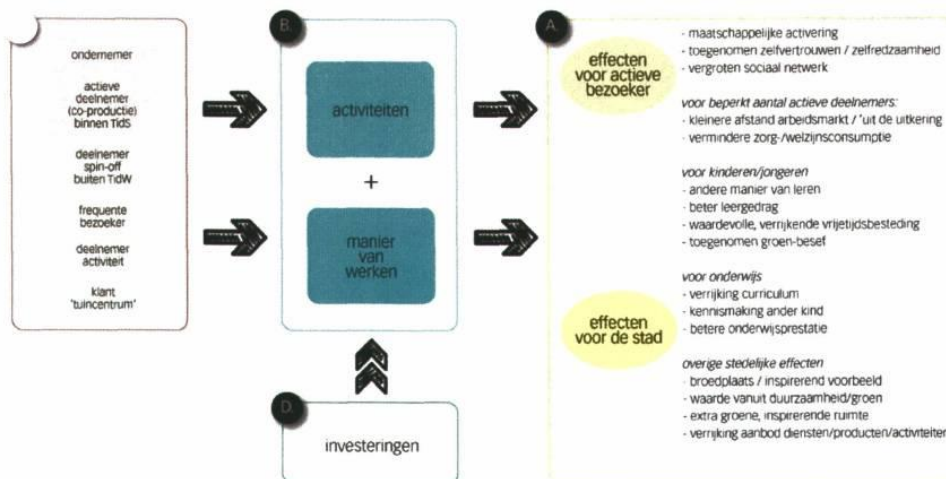 ondernemer
actieve
deelnemer
(co-productie)
binnen TidS
deelnemer
spin-off
buiten TidW
frequente
bezoeker
deelnemer
activiteit
klant
'tuincentrum'
B.
activiteiten
+
manier
van
werken
D.
investeringen
A.
effecten
voor actieve
bezoeker
- maatschappelijke activering
- toegenomen zelfvertrouwen / zelfredzaamheid
- vergroten sociaal netwerk
voor beperkt aantal actieve deelnemers:
- kleinere afstand arbeidsmarkt / 'uit de uitkering
- vermindere zorg-/welzijnsconsumptie
voor kinderen/jongeren
- andere manier van leren
- beter leergedrag
- waardevolle, verrijkende vrijetijdsbesteding
- toegenomen groen-besef
effecten
voor de stad
voor onderwijs
- verrijking curriculum
- kennismaking ander kind
- betere onderwijsprestatie
overige stedelijke effecten
- broedplaats / inspirerend voorbeeld
- waarde vanuit duurzaamheid/groen
- extra groene, inspirerende ruimte
- verrijking aanbod diensten/producten/activiteiten